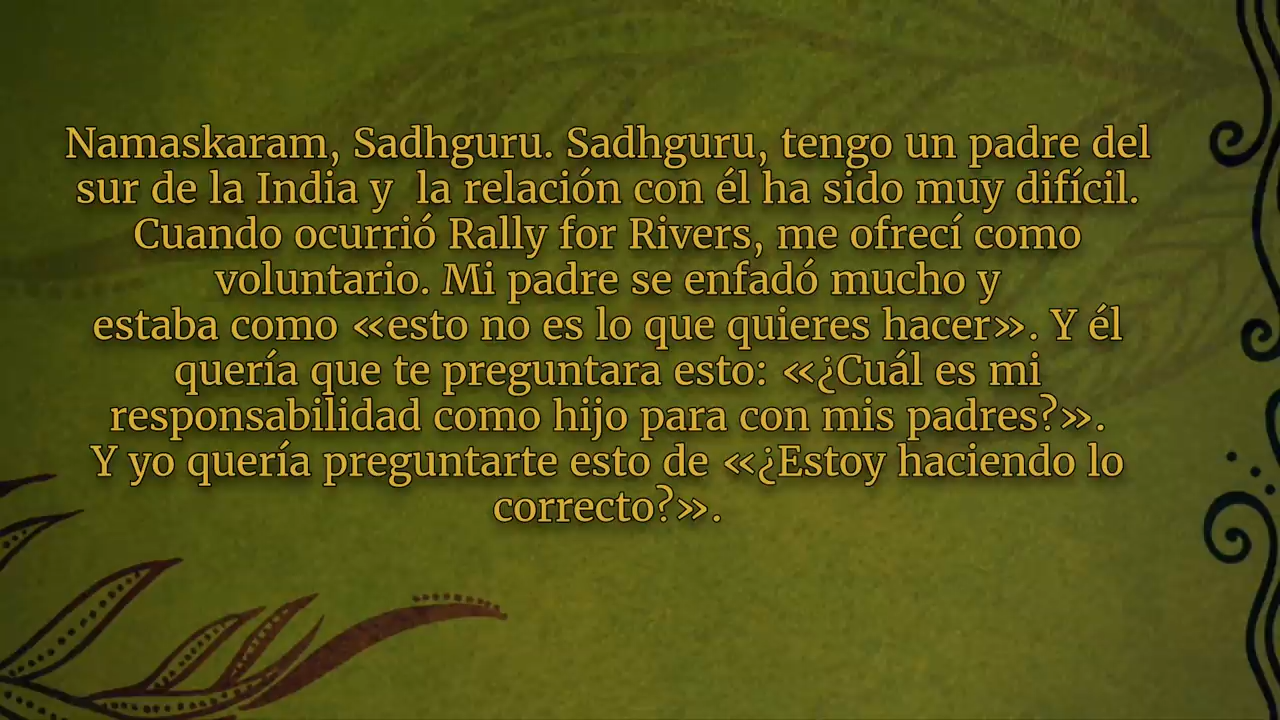 Namaskaram, Sadhguru. Sadhguru, tengo un padre del
sur de la India y  la relación con él ha sido muy difícil.
Cuando ocurrió Rally for Rivers, me ofrecí como
voluntario. Mi padre se enfadó mucho y
estaba como «esto no es lo que quieres hacer». Y él
quería que te preguntara esto: «¿Cuál es mi
responsabilidad como hijo para con mis padres?».
Y yo quería preguntarte esto de «¿Estoy haciendo lo
correcto?».